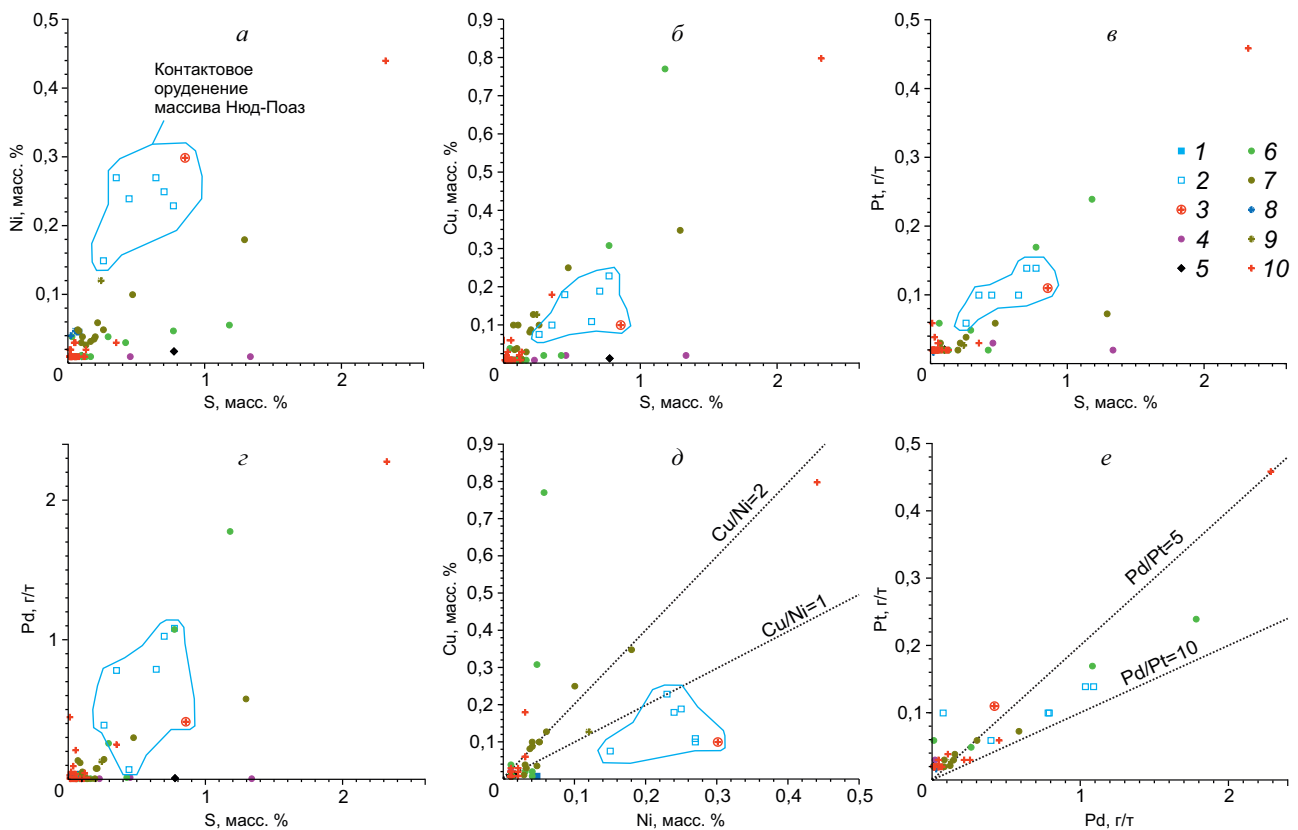 а
0,5
0,4
0,3
0,2
0,1
0
1
2
Ni, масс. %
S, масс. %
Контактовое
оруденение
массива Нюд-Поаз
б
0,9
0,8
0,7
0,6
0,5
0,4
0,3
0,2
0,1
0
1
2
Cu, масс. %
S, масс. %
в
0,5
0,4
0,3
0,2
0,1
0
1
2
Pt, г/т
S, масс. %
1 6
2 7
3 8
4 9
5 10
г
2
1
0
1
2
Pd, г/т
S, масс. %
д
0,9
0,8
0,7
0,6
0,5
0,4
0,3
0,2
0,1
0
0,1
0,2
0,3
0,4
0,5
Cu, масс. %
Ni, масс. %
Cu/Ni=2
Cu/Ni=1
е
0,5
0,4
0,3
0,2
0,1
0
1
2
Pt, г/т
Pd, г/т
Pd/Pt=5
Pd/Pt=10